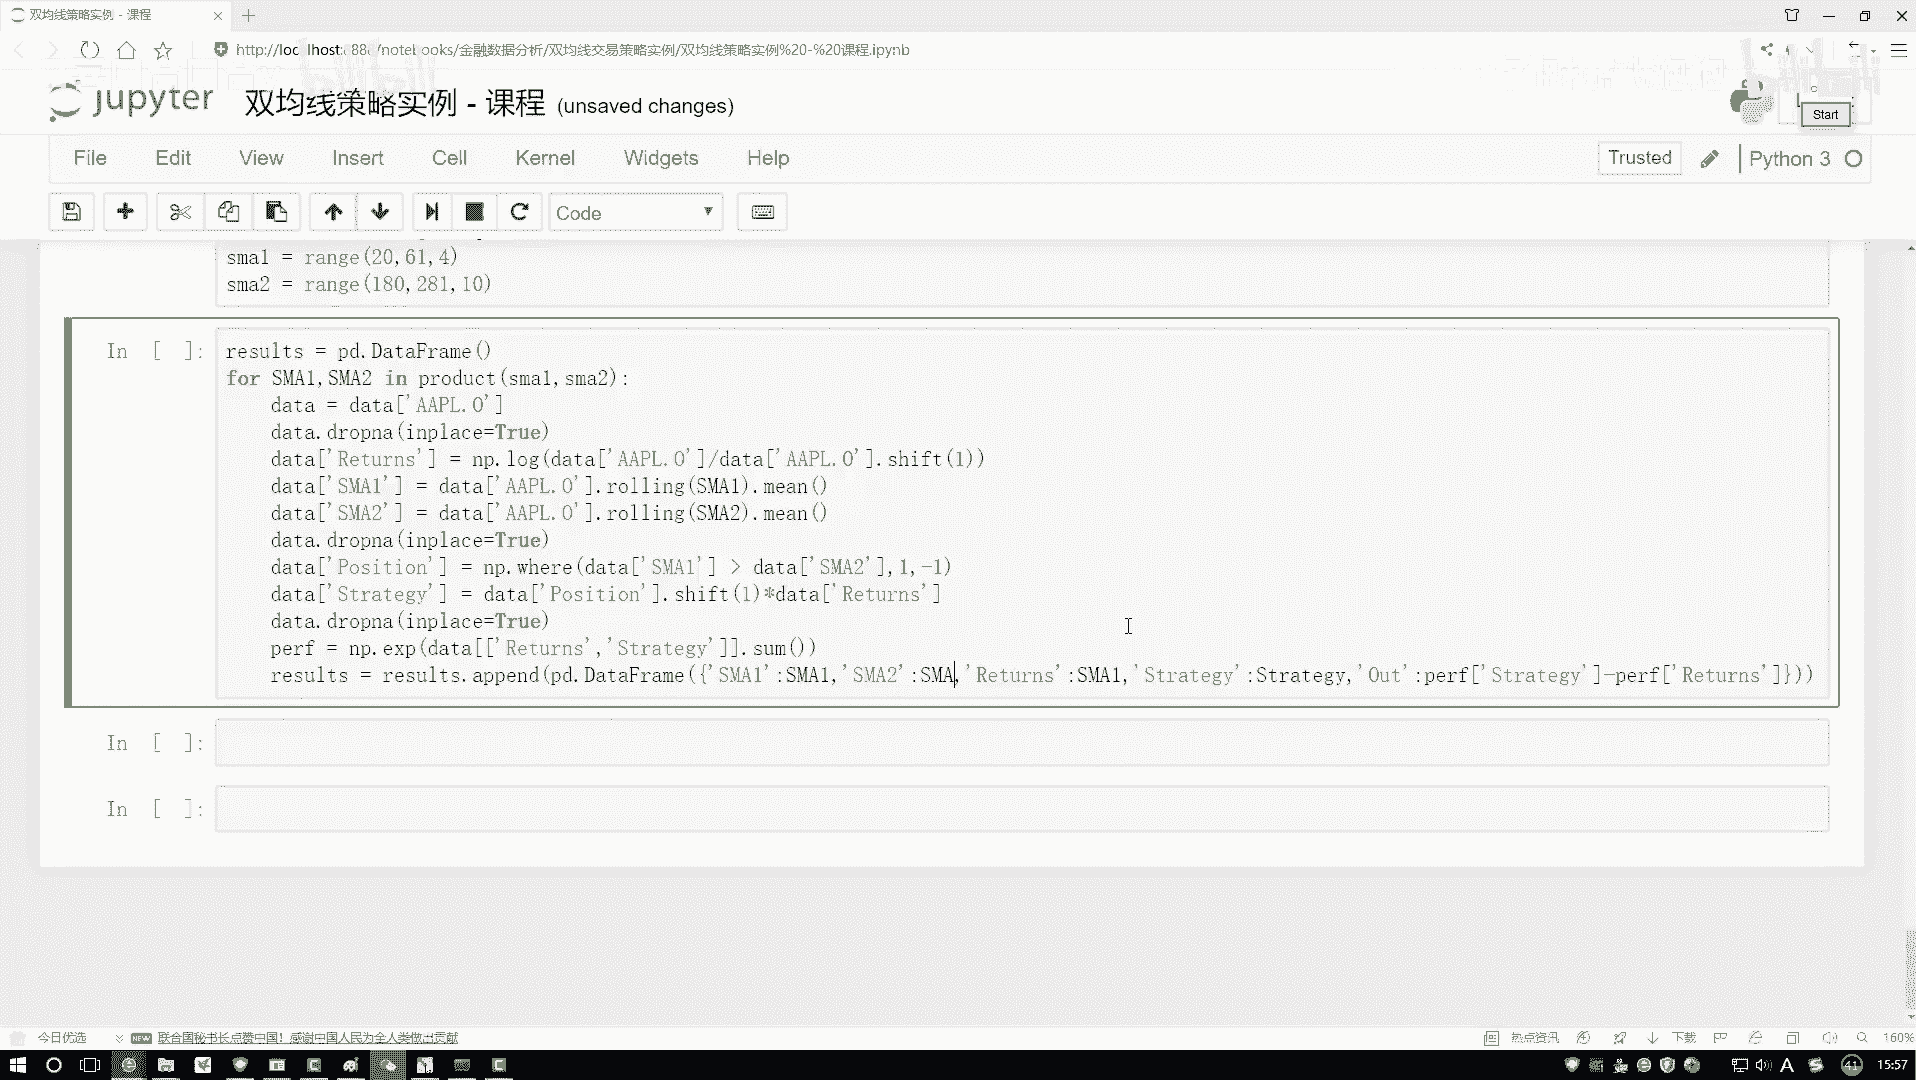 双均线策略实例 - 课程
http://localhost:888/notebooks/金融数据分析/双均线交易策略实例/双均线策略实例%20-%20课程.ipynb
jupyter 双均线策略实例 - 课程 (unsaved changes)
Start
File Edit View Insert Cell Kernel Widgets Help
Trusted Python 3
Code
sma1 = range(20,61,4)
sma2 = range(180,281,10)
In [ ]: results = pd.DataFrame()
for SMA1,SMA2 in product(sma1,sma2):
    data = data['AAPL.O']
    data.dropna(inplace=True)
    data['Returns'] = np.log(data['AAPL.O']/data['AAPL.O'].shift(1))
    data['SMA1'] = data['AAPL.O'].rolling(SMA1).mean()
    data['SMA2'] = data['AAPL.O'].rolling(SMA2).mean()
    data.dropna(inplace=True)
    data['Position'] = np.where(data['SMA1'] > data['SMA2'],1,-1)
    data['Strategy'] = data['Position'].shift(1)*data['Returns']
    data.dropna(inplace=True)
    perf = np.exp(data[['Returns','Strategy']].sum())
    results = results.append(pd.DataFrame({'SMA1':SMA1,'SMA2':SMA,'Returns':SMA1,'Strategy':Strategy,'Out':perf['Strategy']-perf['Returns']}))
In [ ]:
In [ ]:
今日优选 NEW 联合国秘书长点赞中国！感谢中国人民为全人类做出贡献
热点资讯 下载 160%
41 15:57